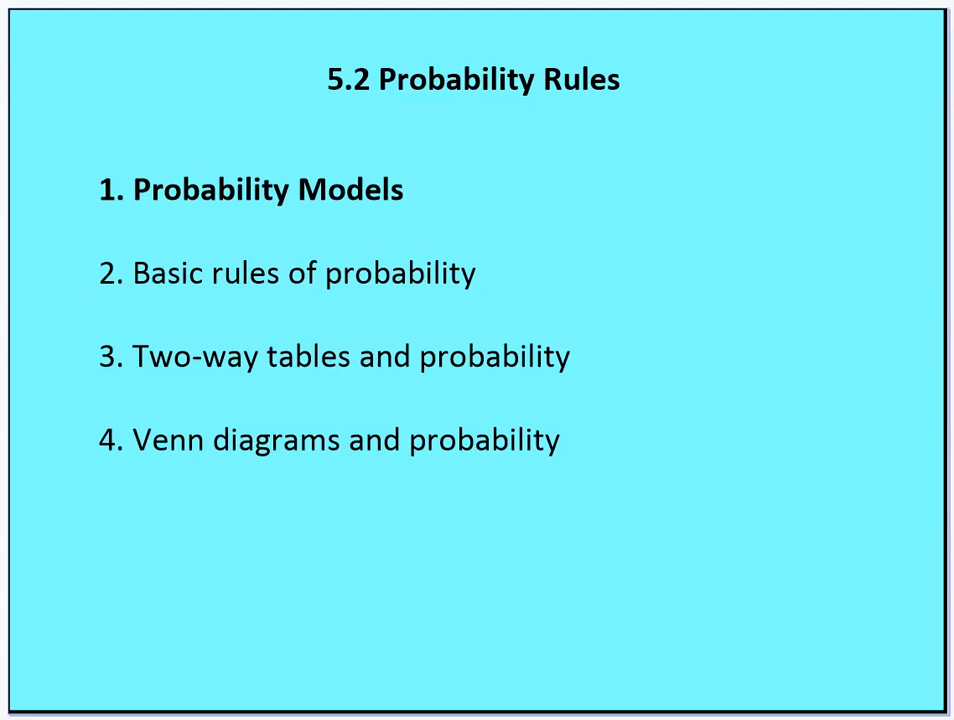 5.2 Probability Rules
1. Probability Models
2. Basic rules of probability
3. Two-way tables and probability
4. Venn diagrams and probability